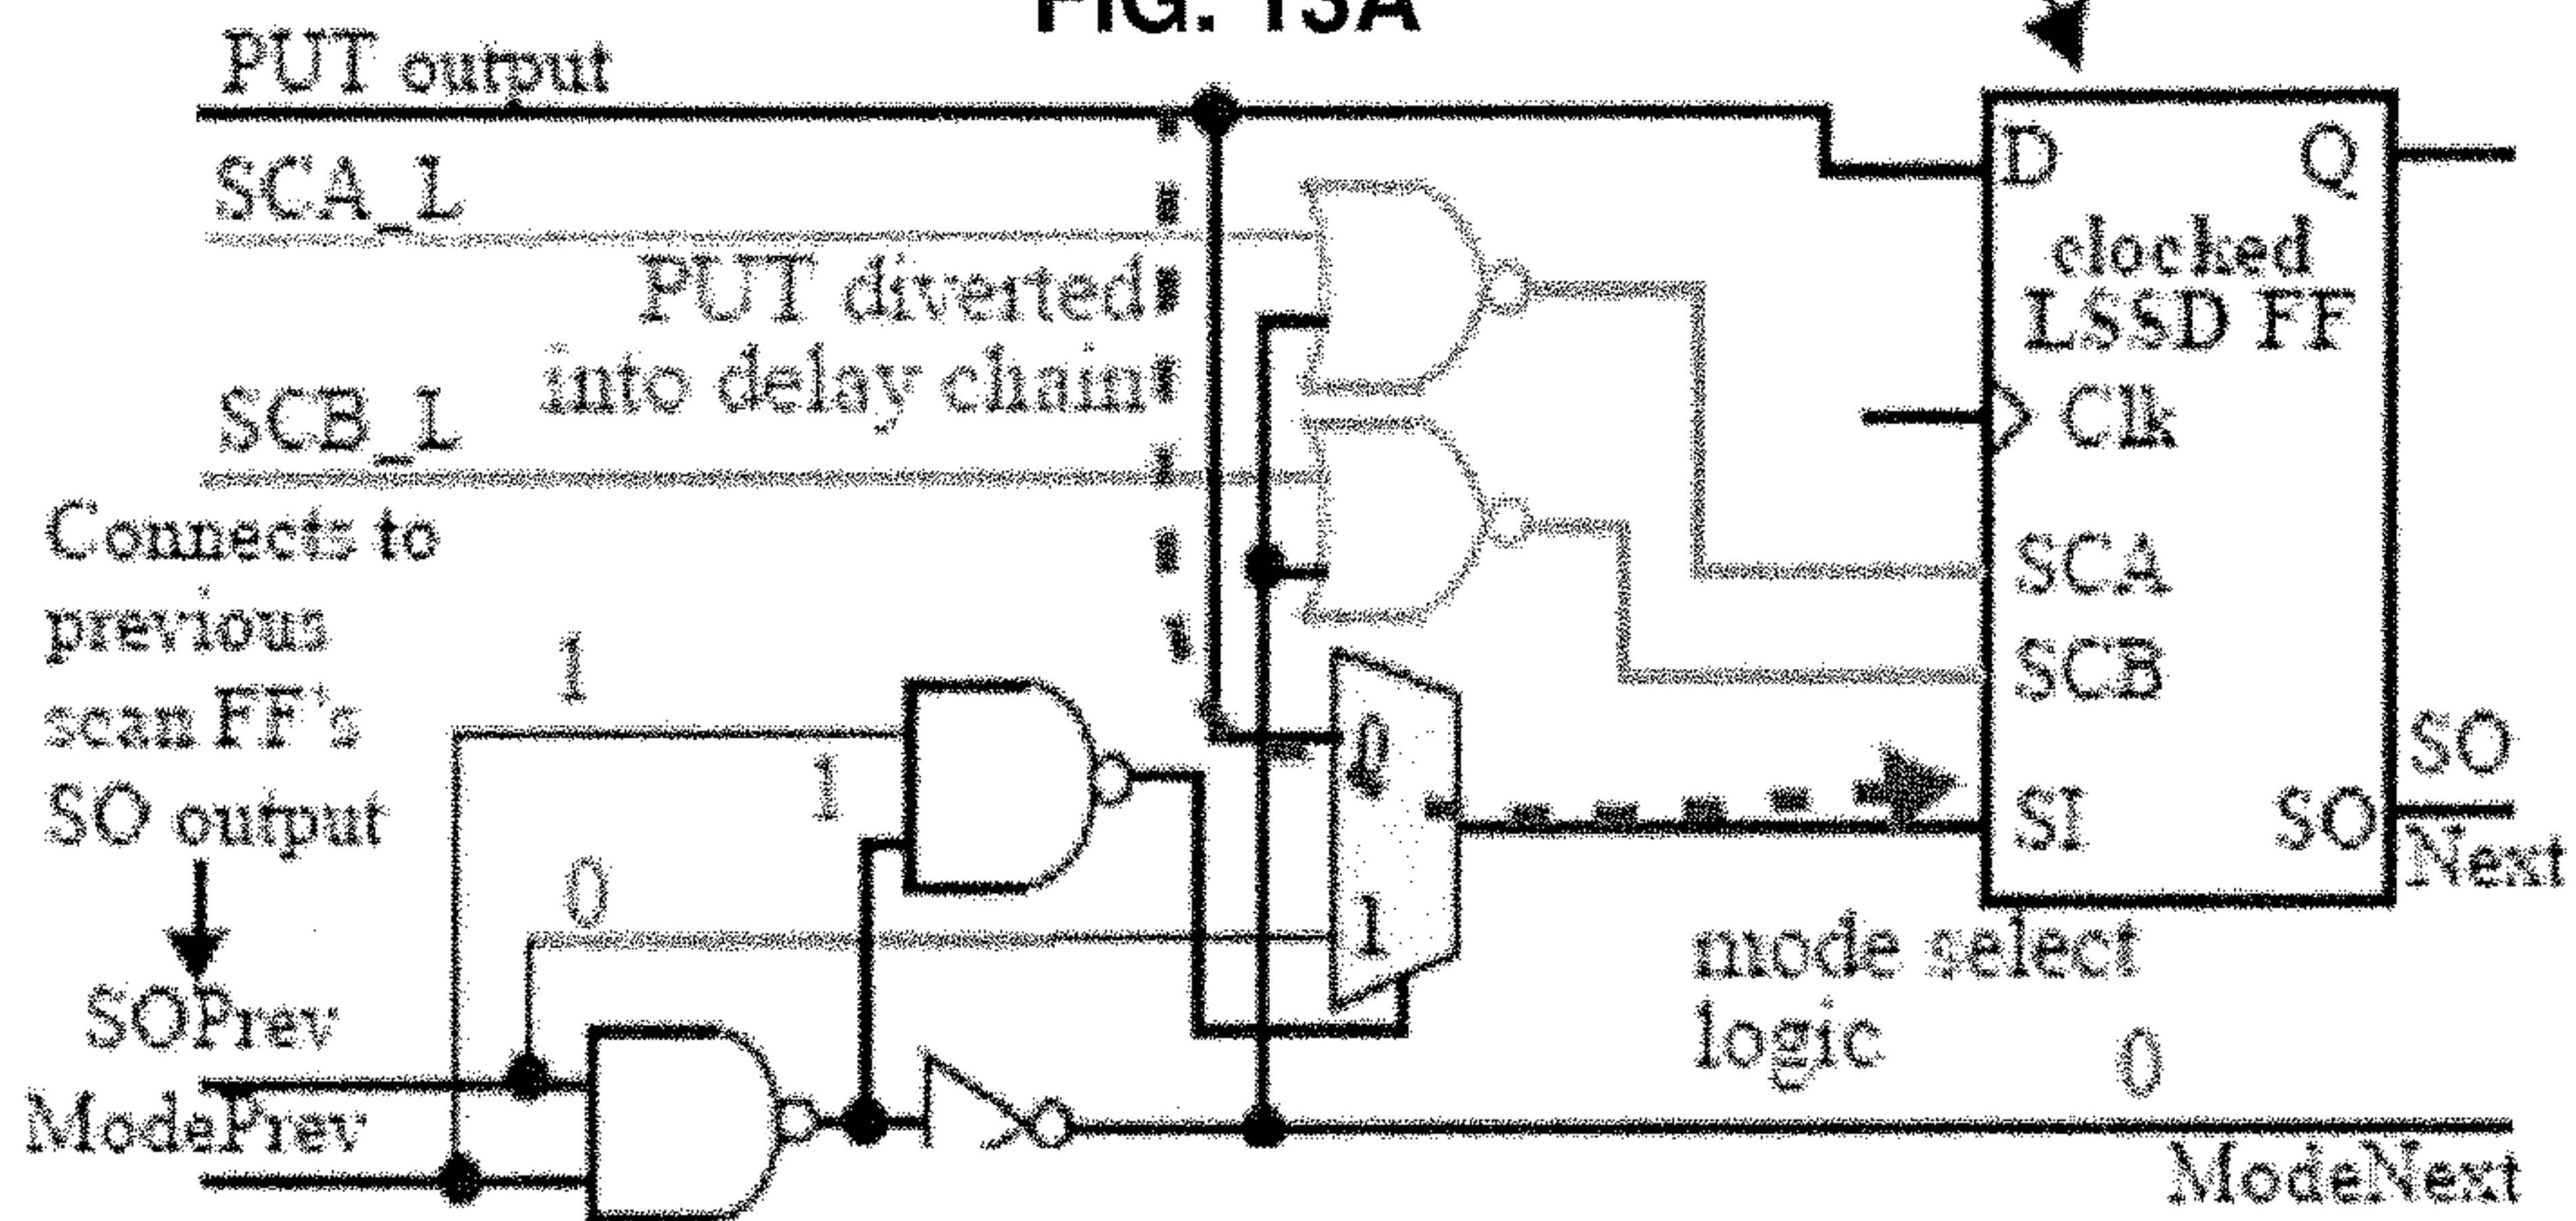 FIG. 13A
PUT output
SCA_L
PUT diverted
into delay chain
SCB_L
Connects to
previous
scan FF's
SO output
SOPrev
ModePrev
1
1
0
0
1
D
Q
clocked
LSSD FF
Clk
SCA
SCB
SI
SO
SO
Next
mode select
logic
0
ModeNext